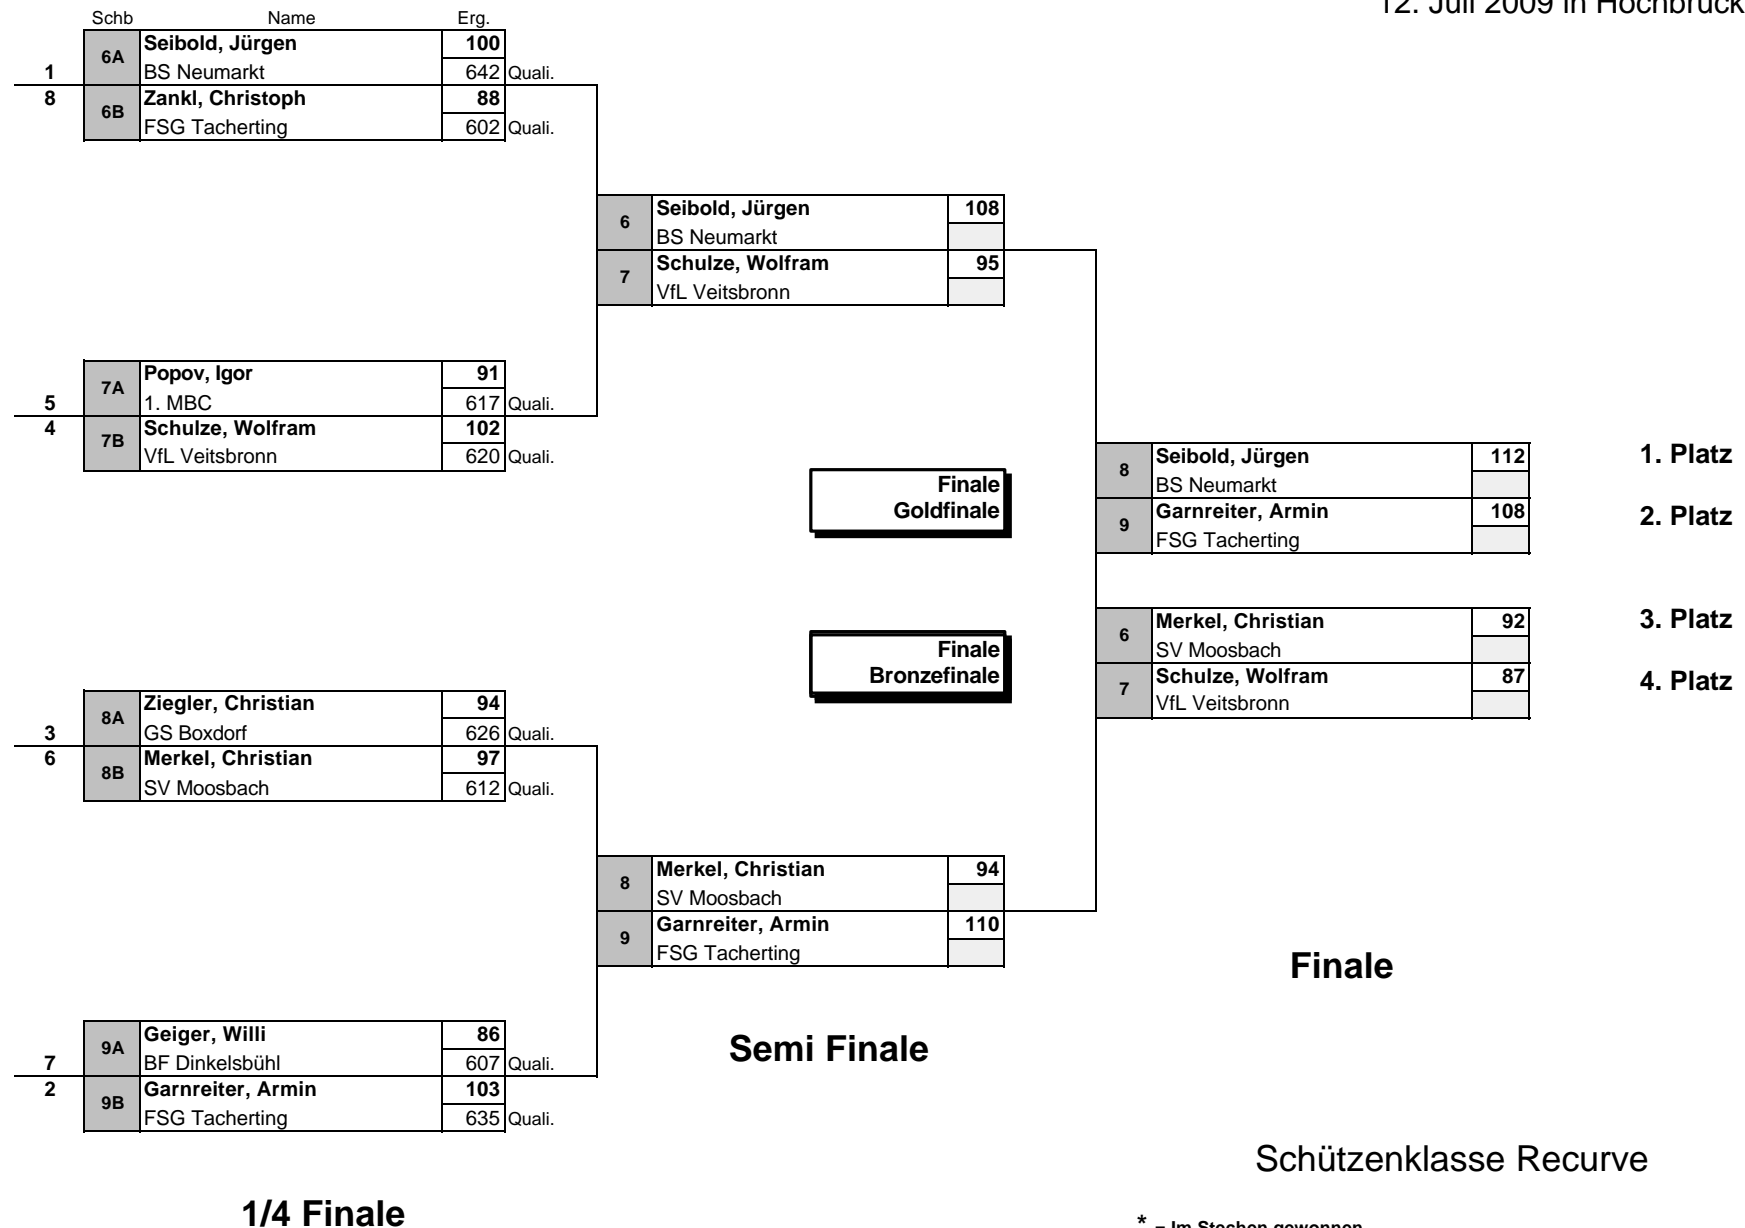 12. Juli 2009 in Hochbrück
Schb Name Erg.
6A Seibold, Jürgen 100
1 BS Neumarkt 642 Quali.
8 6B Zankl, Christoph 88
FSG Tacherting 602 Quali.
6 Seibold, Jürgen 108
BS Neumarkt
7 Schulze, Wolfram 95
VfL Veitsbronn
7A Popov, Igor 91
5 1. MBC 617 Quali.
4 7B Schulze, Wolfram 102
VfL Veitsbronn 620 Quali.
8 Seibold, Jürgen 112 1. Platz
BS Neumarkt
9 Garnreiter, Armin 108 2. Platz
FSG Tacherting
Finale
Goldfinale
6 Merkel, Christian 92 3. Platz
SV Moosbach
7 Schulze, Wolfram 87 4. Platz
VfL Veitsbronn
Finale
Bronzefinale
8A Ziegler, Christian 94
3 GS Boxdorf 626 Quali.
6 8B Merkel, Christian 97
SV Moosbach 612 Quali.
8 Merkel, Christian 94
SV Moosbach
9 Garnreiter, Armin 110
FSG Tacherting
Finale
9A Geiger, Willi 86
7 BF Dinkelsbühl 607 Quali.
2 9B Garnreiter, Armin 103
FSG Tacherting 635 Quali.
Semi Finale
Schützenklasse Recurve
1/4 Finale
* = Im Stechen gewonnen